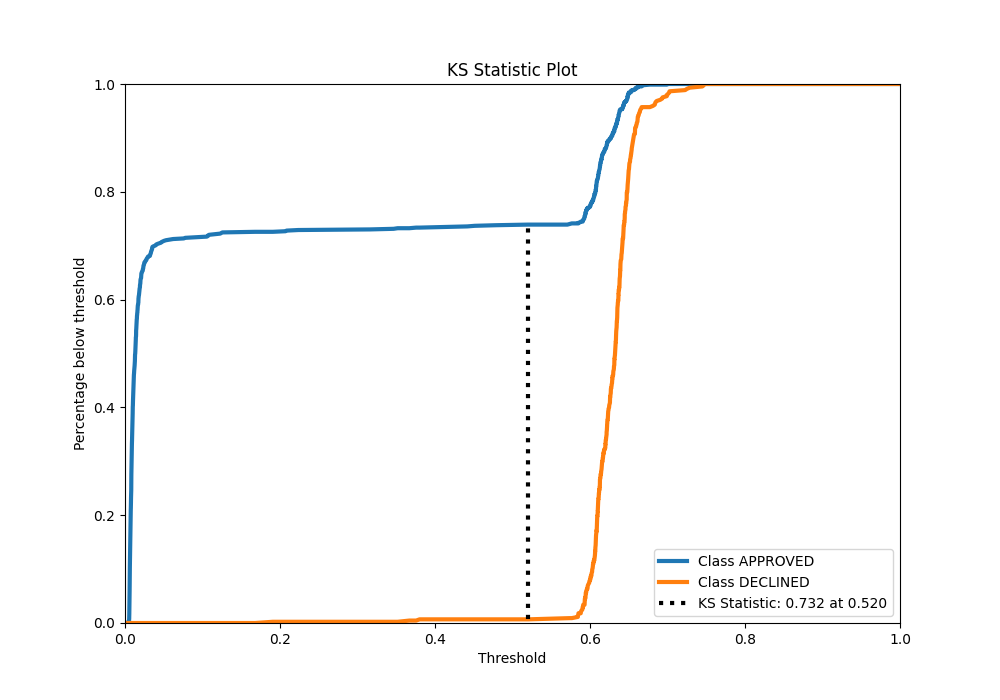 KS Statistic Plot
1.0
0.8
0.6
0.4
0.2
0.0
Percentage below threshold
0.0 0.2 0.4 0.6 0.8 1.0
Threshold
Class APPROVED
Class DECLINED
KS Statistic: 0.732 at 0.520